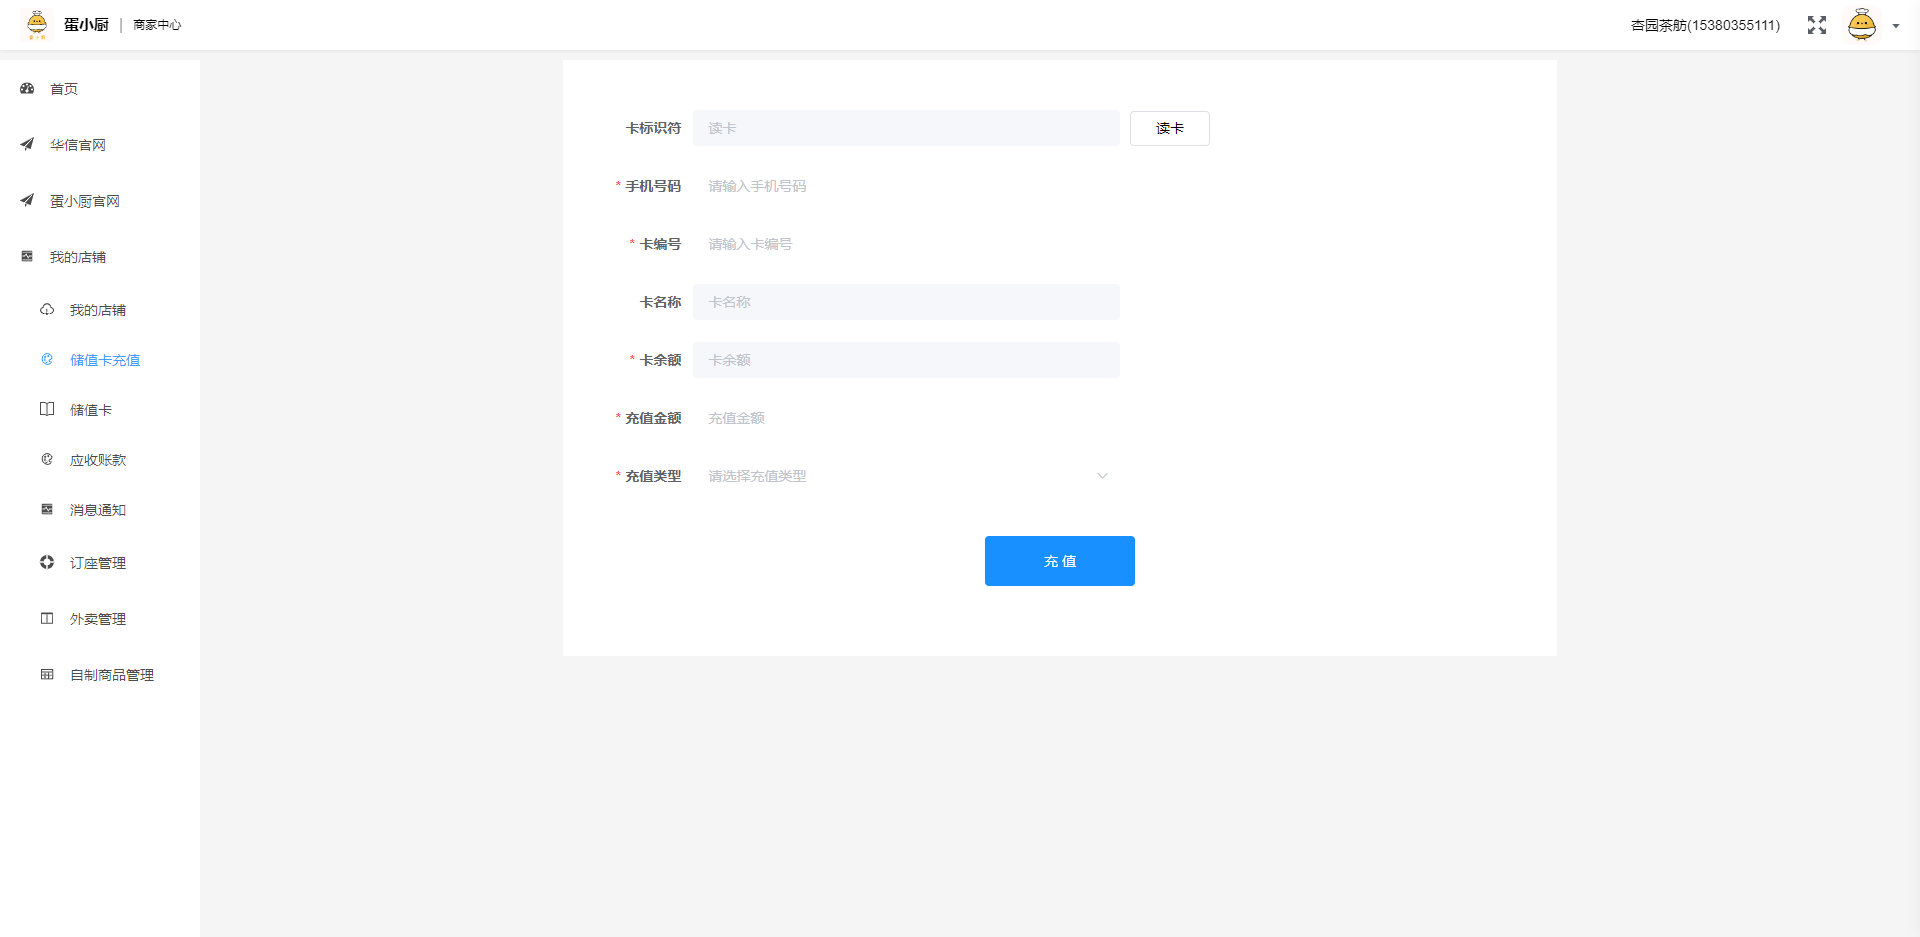 蛋小厨 | 商家中心
杏园茶舫(15380355111)
首页
华信官网
蛋小厨官网
我的店铺
我的店铺
储值卡充值
储值卡
应收账款
消息通知
订座管理
外卖管理
自制商品管理
卡标识符 读卡 读卡
* 手机号码 请输入手机号码
* 卡编号 请输入卡编号
卡名称 卡名称
* 卡余额 卡余额
* 充值金额 充值金额
* 充值类型 请选择充值类型
充 值